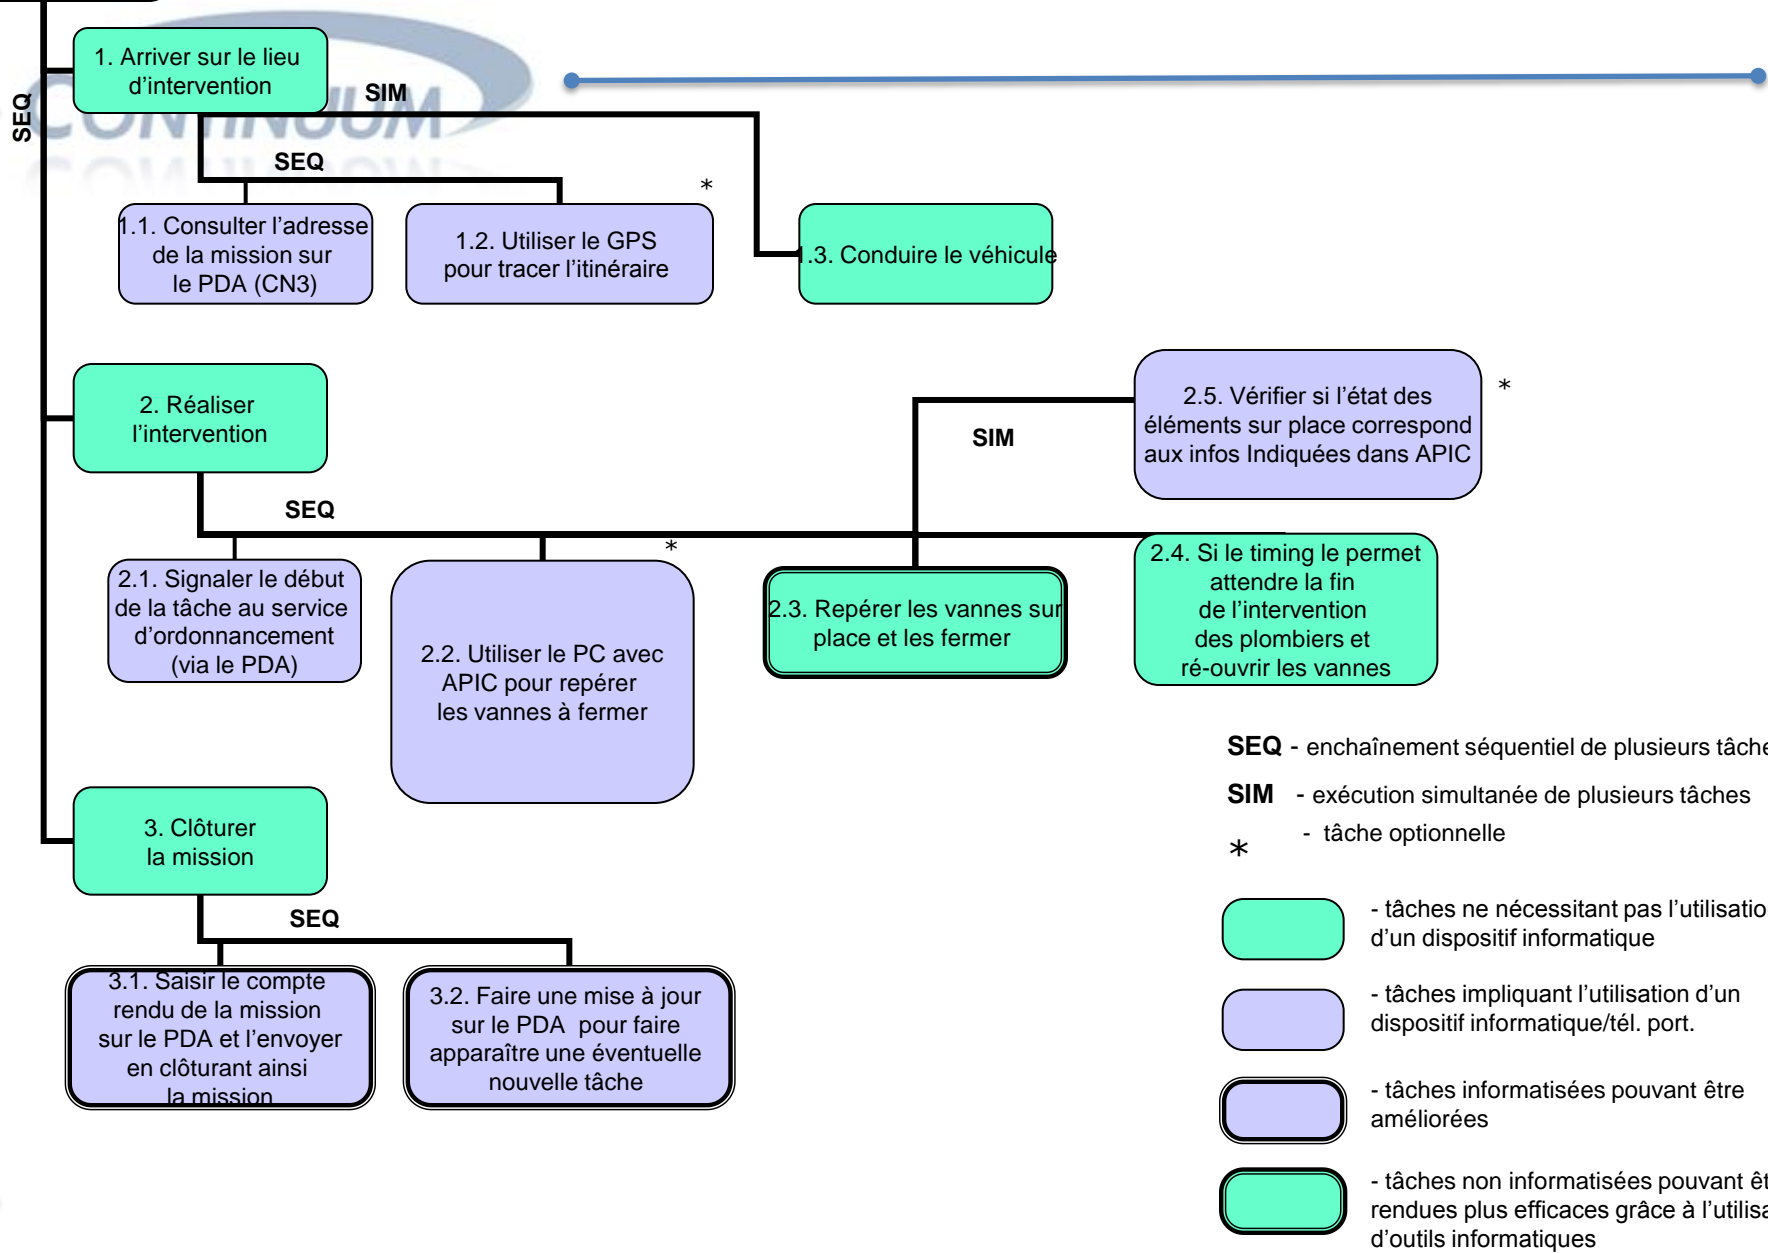 1. Arriver sur le lieu
d’intervention
SEQ
CONTINUUM
SIM
SEQ
*
1.1. Consulter l’adresse
de la mission sur
le PDA (CN3)
1.2. Utiliser le GPS
pour tracer l’itinéraire
1.3. Conduire le véhicule
2. Réaliser
l’intervention
SIM
2.5. Vérifier si l’état des
éléments sur place correspond
aux infos Indiquées dans APIC
*
SEQ
*
2.1. Signaler le début
de la tâche au service
d’ordonnancement
(via le PDA)
2.2. Utiliser le PC avec
APIC pour repérer
les vannes à fermer
2.3. Repérer les vannes sur
place et les fermer
2.4. Si le timing le permet
attendre la fin
de l’intervention
des plombiers et
ré-ouvrir les vannes
3. Clôturer
la mission
SEQ
3.1. Saisir le compte
rendu de la mission
sur le PDA et l’envoyer
en clôturant ainsi
la mission
3.2. Faire une mise à jour
sur le PDA pour faire
apparaître une éventuelle
nouvelle tâche
SEQ - enchaînement séquentiel de plusieurs tâche
SIM - exécution simultanée de plusieurs tâches
* - tâche optionnelle
- tâches ne nécessitant pas l’utilisatio
d’un dispositif informatique
- tâches impliquant l’utilisation d’un
dispositif informatique/tél. port.
- tâches informatisées pouvant être
améliorées
- tâches non informatisées pouvant êt
rendues plus efficaces grâce à l’utilisa
d’outils informatiques